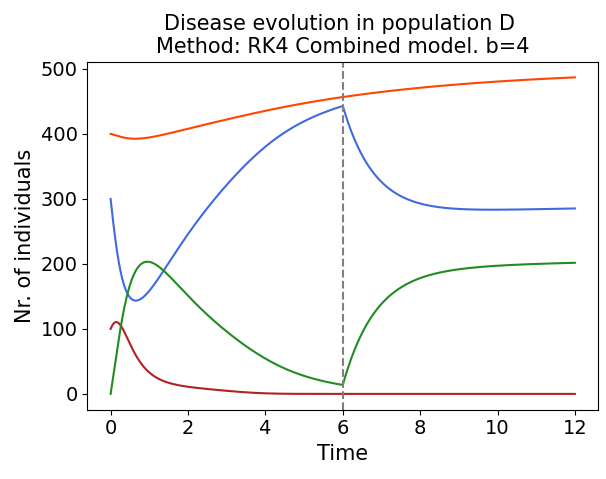 Disease evolution in population D
Method: RK4 Combined model. b=4
Nr. of individuals
500
400
300
200
100
0
0 2 4 6 8 10 12
Time